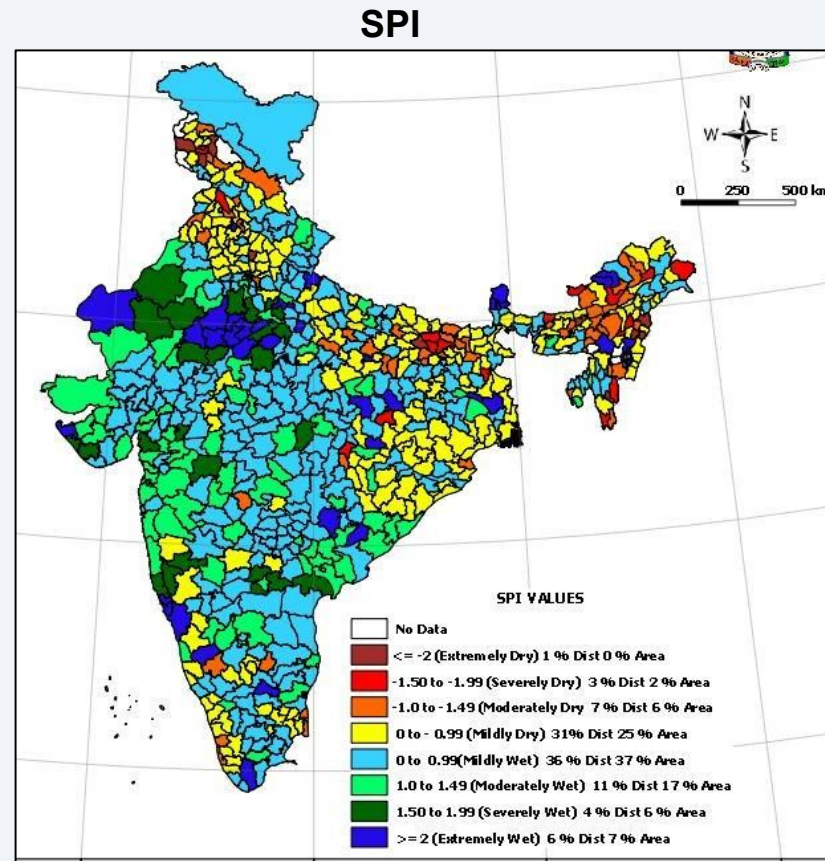 SPI
N
W E
S
0 250 500 km
SPI VALUES
No Data
<= -2 (Extremely Dry) 1 % Dist 0 % Area
-1.50 to -1.99 (Severely Dry) 3 % Dist 2 % Area
-1.0 to -1.49 (Moderately Dry 7 % Dist 6 % Area
0 to - 0.99 (Mildly Dry) 31% Dist 25 % Area
0 to 0.99(Mildly Wet) 36 % Dist 37 % Area
1.0 to 1.49 (Moderately Wet) 11 % Dist 17 % Area
1.50 to 1.99 (Severely Wet) 4 % Dist 6 % Area
>= 2 (Extremely Wet) 6 % Dist 7 % Area